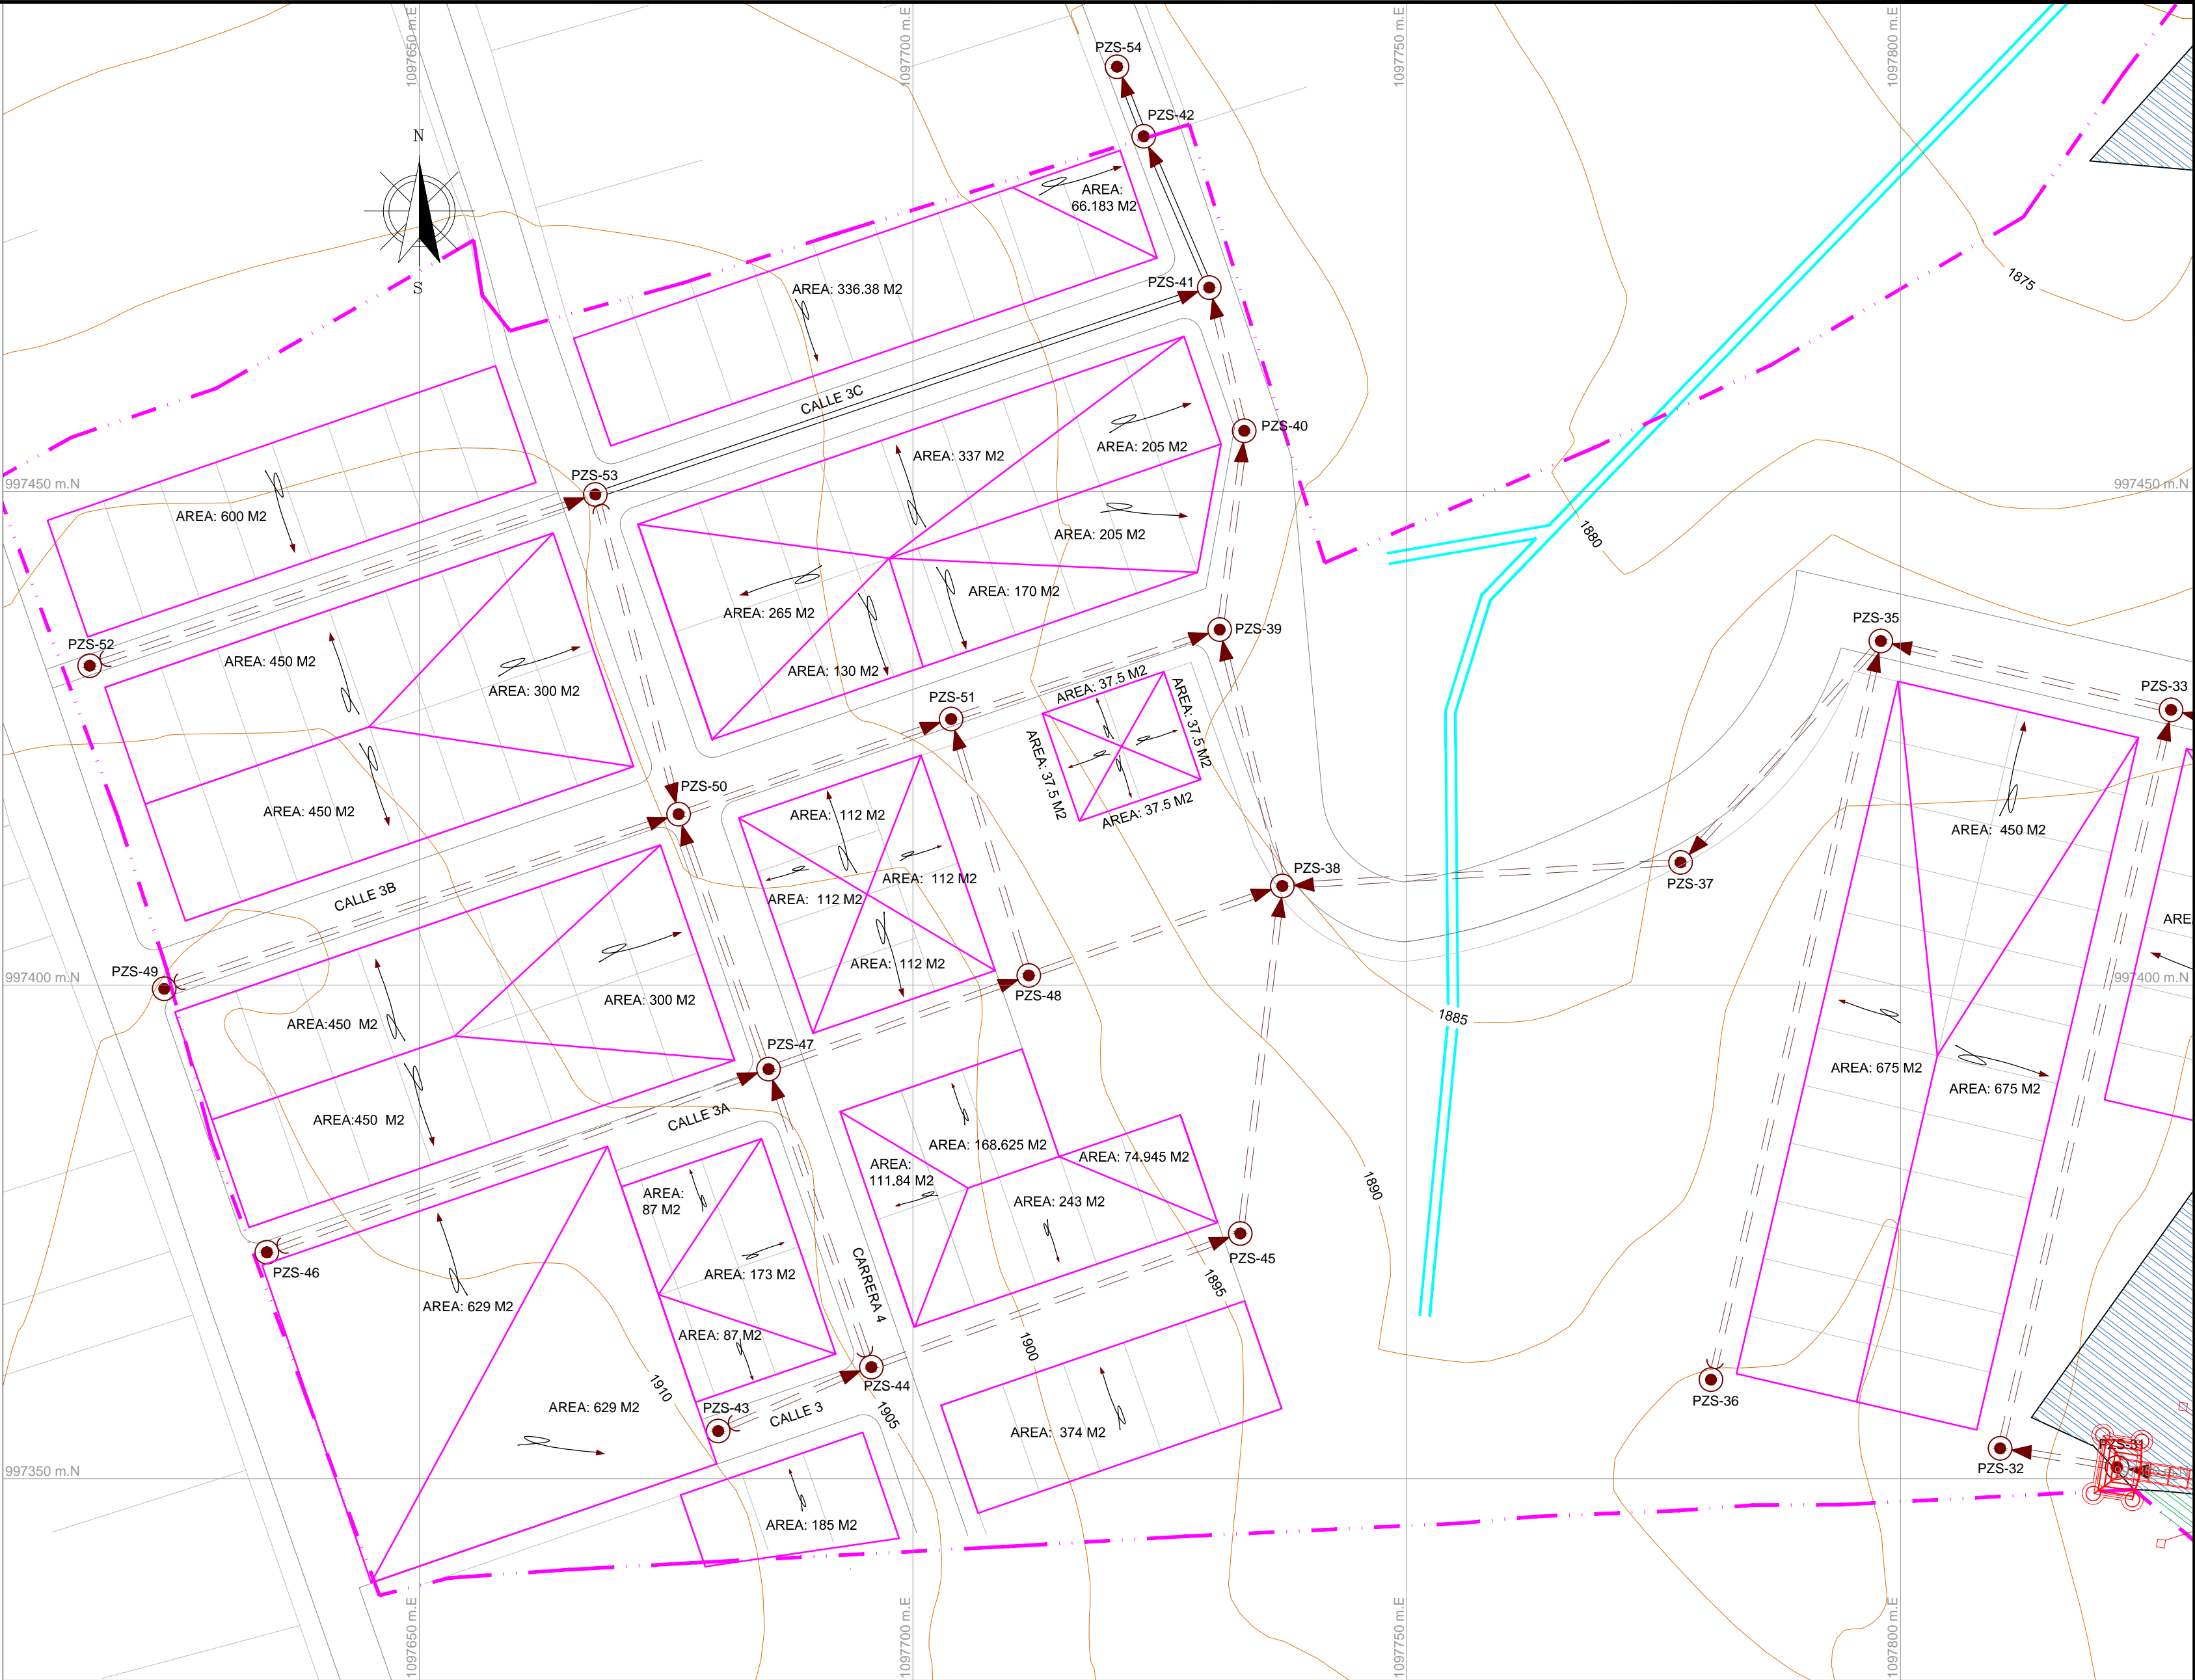 1097650 m.E
1097700 m.E
1097750 m.E
1097800 m.E
PZS-54
PZS-42
N
S
AREA:
66.183 M2
PZS-41
AREA: 336.38 M2
1875
CALLE 3C
PZS-40
AREA: 205 M2
AREA: 337 M2
PZS-53
997450 m.N
997450 m.N
AREA: 600 M2
AREA: 205 M2
1880
AREA: 170 M2
AREA: 265 M2
PZS-35
PZS-39
PZS-52
AREA: 450 M2
AREA: 130 M2
AREA: 37.5 M2
AREA: 300 M2
PZS-33
PZS-51
AREA: 37.5 M2
AREA: 37.5 M2
PZS-50
AREA: 450 M2
AREA: 37.5 M2
AREA: 112 M2
AREA: 450 M2
PZS-38
AREA: 112 M2
PZS-37
CALLE 3B
AREA: 112 M2
ARE
AREA: 112 M2
PZS-49
997400 m.N
997400 m.N
PZS-48
AREA: 300 M2
1885
AREA:450 M2
PZS-47
AREA: 675 M2
AREA: 675 M2
CALLE 3A
AREA:450 M2
AREA: 168.625 M2
AREA: 74.945 M2
AREA:
111.84 M2
1890
AREA:
87 M2
AREA: 243 M2
PZS-45
PZS-46
AREA: 173 M2
CARRERA 4
1895
AREA: 629 M2
AREA: 87 M2
1900
PZS-44
1910
PZS-36
AREA: 629 M2
PZS-43
CALLE 3
1905
AREA: 374 M2
PZS-31
PZS-32
997350 m.N
AREA: 185 M2
1097650 m.E
1097700 m.E
1097750 m.E
1097800 m.E